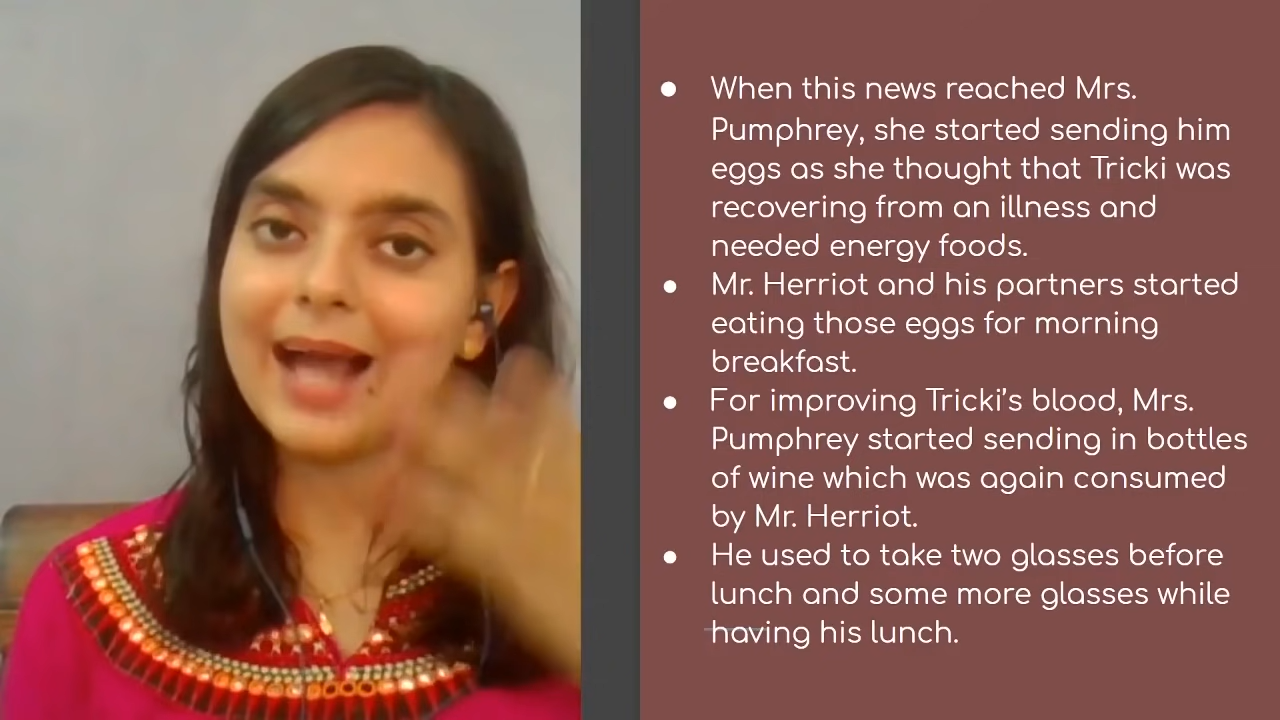 ● When this news reached Mrs.
Pumphrey, she started sending him
eggs as she thought that Tricki was
recovering from an illness and
needed energy foods.
● Mr. Herriot and his partners started
eating those eggs for morning
breakfast.
● For improving Tricki's blood, Mrs.
Pumphrey started sending in bottles
of wine which was again consumed
by Mr. Herriot.
● He used to take two glasses before
lunch and some more glasses while
having his lunch.